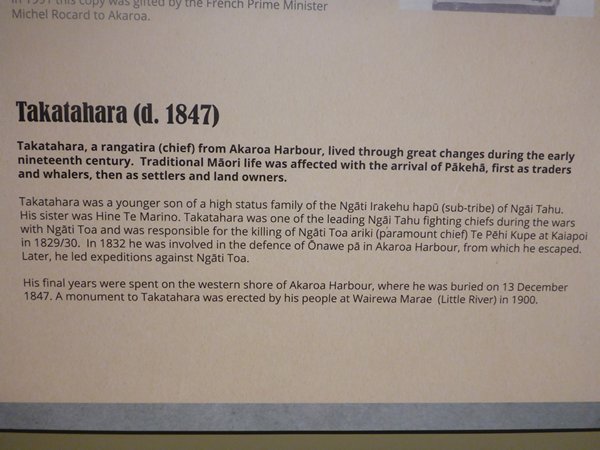 In 1991 this copy was gifted by the French Prime Minister
Michel Rocard to Akaroa.
Takatahara (d. 1847)
Takatahara, a rangatira (chief) from Akaroa Harbour, lived through great changes during the early
nineteenth century. Traditional Māori life was affected with the arrival of Pākehā, first as traders
and whalers, then as settlers and land owners.
Takatahara was a younger son of a high status family of the Ngāti Irakehu hapū (sub-tribe) of Ngāi Tahu.
His sister was Hine Te Marino. Takatahara was one of the leading Ngāi Tahu fighting chiefs during the wars
with Ngāti Toa and was responsible for the killing of Ngāti Toa ariki (paramount chief) Te Pēhi Kupe at Kaiapoi
in 1829/30. In 1832 he was involved in the defence of Ōnawe pā in Akaroa Harbour, from which he escaped.
Later, he led expeditions against Ngāti Toa.
His final years were spent on the western shore of Akaroa Harbour, where he was buried on 13 December
1847. A monument to Takatahara was erected by his people at Wairewa Marae (Little River) in 1900.